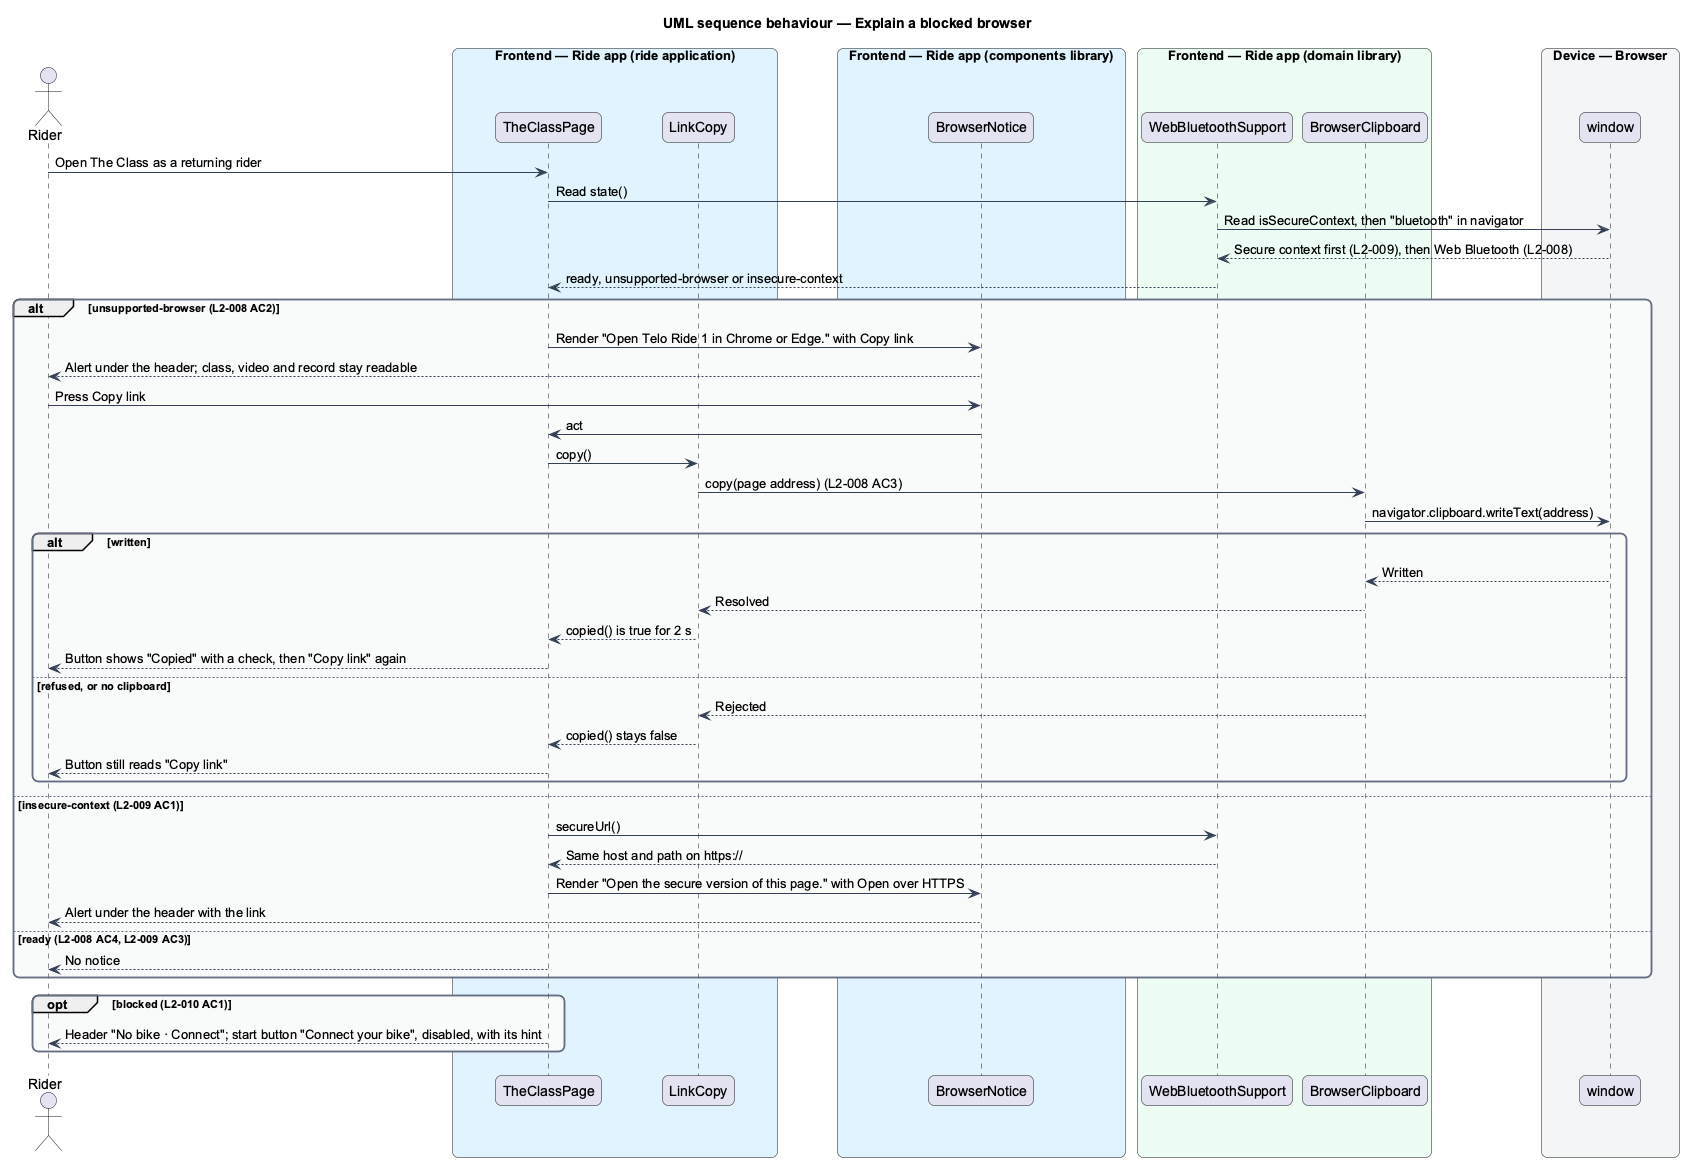 UML sequence behaviour — Explain a blocked browser
Frontend — Ride app (ride application)
Frontend — Ride app (components library)
Frontend — Ride app (domain library)
Device — Browser
Rider
TheClassPage
LinkCopy
BrowserNotice
WebBluetoothSupport
BrowserClipboard
window
Open The Class as a returning rider
Read state()
Read isSecureContext, then "bluetooth" in navigator
Secure context first (L2-009), then Web Bluetooth (L2-008)
ready, unsupported-browser or insecure-context
alt
[unsupported-browser (L2-008 AC2)]
Render "Open Telo Ride 1 in Chrome or Edge." with Copy link
Alert under the header; class, video and record stay readable
Press Copy link
act
copy()
copy(page address) (L2-008 AC3)
navigator.clipboard.writeText(address)
alt
[written]
Written
Resolved
copied() is true for 2 s
Button shows "Copied" with a check, then "Copy link" again
[refused, or no clipboard]
Rejected
copied() stays false
Button still reads "Copy link"
[insecure-context (L2-009 AC1)]
secureUrl()
Same host and path on https://
Render "Open the secure version of this page." with Open over HTTPS
Alert under the header with the link
[ready (L2-008 AC4, L2-009 AC3)]
No notice
opt
[blocked (L2-010 AC1)]
Header "No bike · Connect"; start button "Connect your bike", disabled, with its hint
Rider
TheClassPage
LinkCopy
BrowserNotice
WebBluetoothSupport
BrowserClipboard
window